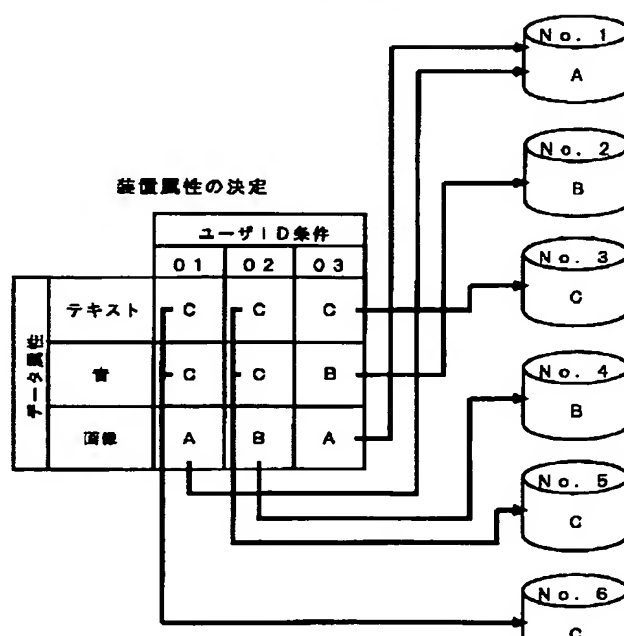 No. 1
A
No. 2
B
装置属性の決定
ユーザID条件
01 02 03
No. 3
C
データ属性
テキスト C C C
音 C C B
画像 A B A
No. 4
B
No. 5
C
No. 6
C